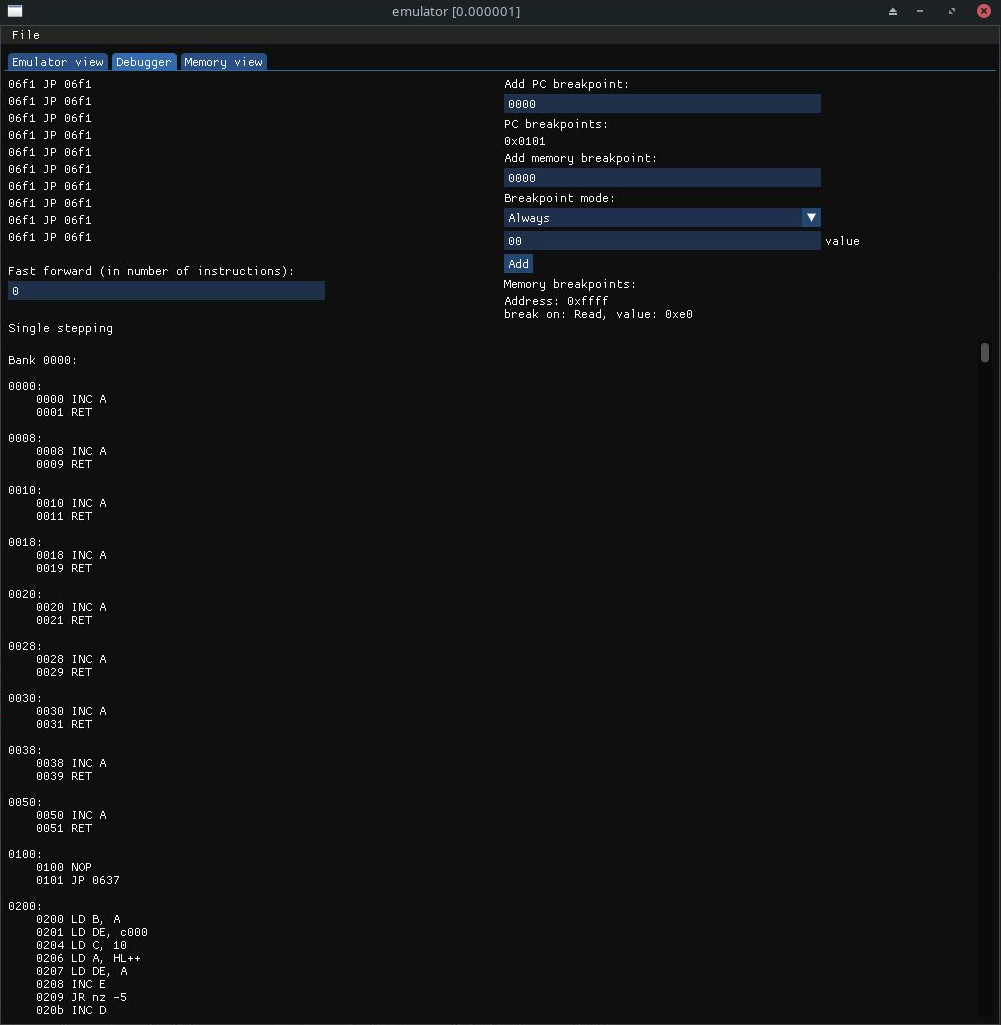 emulator [0.000001]
File
Emulator view Debugger Memory view
06f1 JP 06f1
06f1 JP 06f1
06f1 JP 06f1
06f1 JP 06f1
06f1 JP 06f1
06f1 JP 06f1
06f1 JP 06f1
06f1 JP 06f1
06f1 JP 06f1
06f1 JP 06f1
Fast forward (in number of instructions):
0
Single stepping
Add PC breakpoint:
0000
PC breakpoints:
0x0101
Add memory breakpoint:
0000
Breakpoint mode:
Always
00 value
Add
Memory breakpoints:
Address: 0xffff
break on: Read, value: 0xe0
Bank 0000:
0000:
0000 INC A
0001 RET
0008:
0008 INC A
0009 RET
0010:
0010 INC A
0011 RET
0018:
0018 INC A
0019 RET
0020:
0020 INC A
0021 RET
0028:
0028 INC A
0029 RET
0030:
0030 INC A
0031 RET
0038:
0038 INC A
0039 RET
0050:
0050 INC A
0051 RET
0100:
0100 NOP
0101 JP 0637
0200:
0200 LD B, A
0201 LD DE, c000
0204 LD C, 10
0206 LD A, HL++
0207 LD DE, A
0208 INC E
0209 JR nz -5
020b INC D